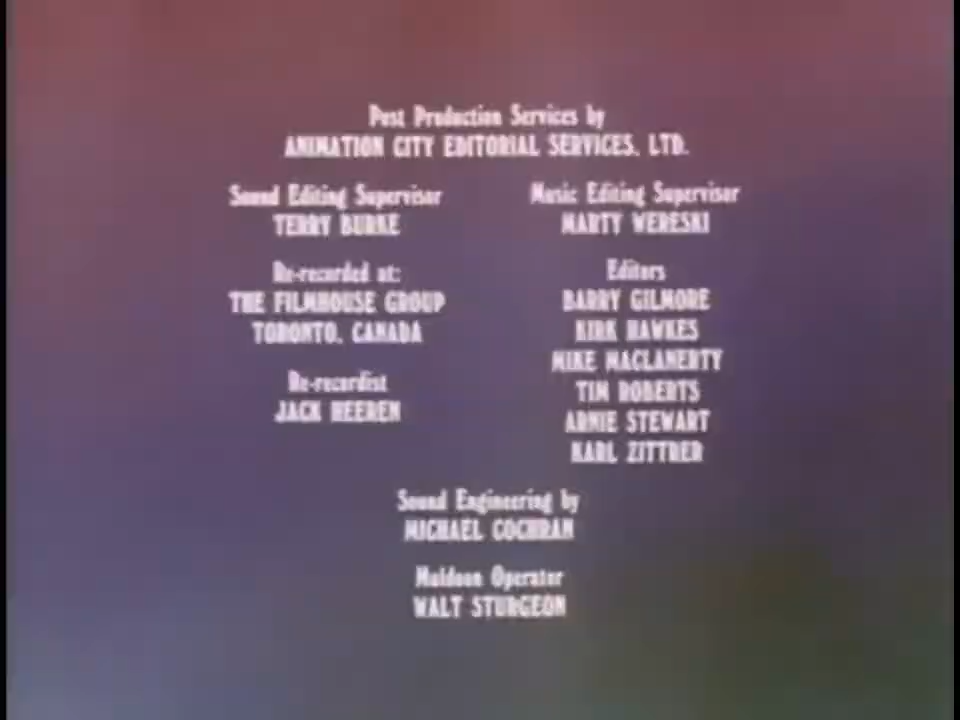 Post Production Services by
ANIMATION CITY EDITORIAL SERVICES, LTD.
Sound Editing Supervisor
TERRY BURKE
Re-recorded at:
THE FILMHOUSE GROUP
TORONTO, CANADA
Re-recordist
JACK HEEREN
Music Editing Supervisor
MARTY WERESKI
Editors
BARRY GILMORE
KIRK HAWKES
MIKE MACLAHERTY
TIM ROBERTS
ARNIE STEWART
KARL ZITTRER
Sound Engineering by
MICHAEL COCHRAN
Muldoon Operator
WALT STURGEON